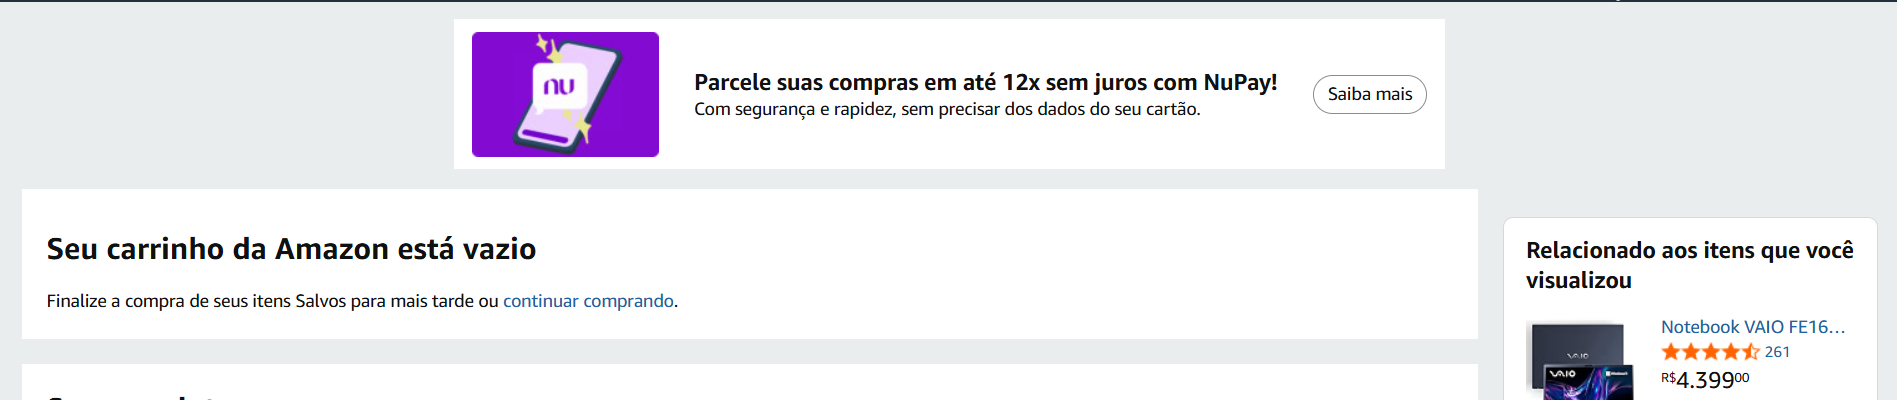 nu
Parcele suas compras em até 12x sem juros com NuPay!
Com segurança e rapidez, sem precisar dos dados do seu cartão.
Saiba mais
Seu carrinho da Amazon está vazio
Finalize a compra de seus itens Salvos para mais tarde ou continuar comprando.
Relacionado aos itens que você
visualizou
Notebook VAIO FE16…
261
R$4.39900
VAIO
VAIO